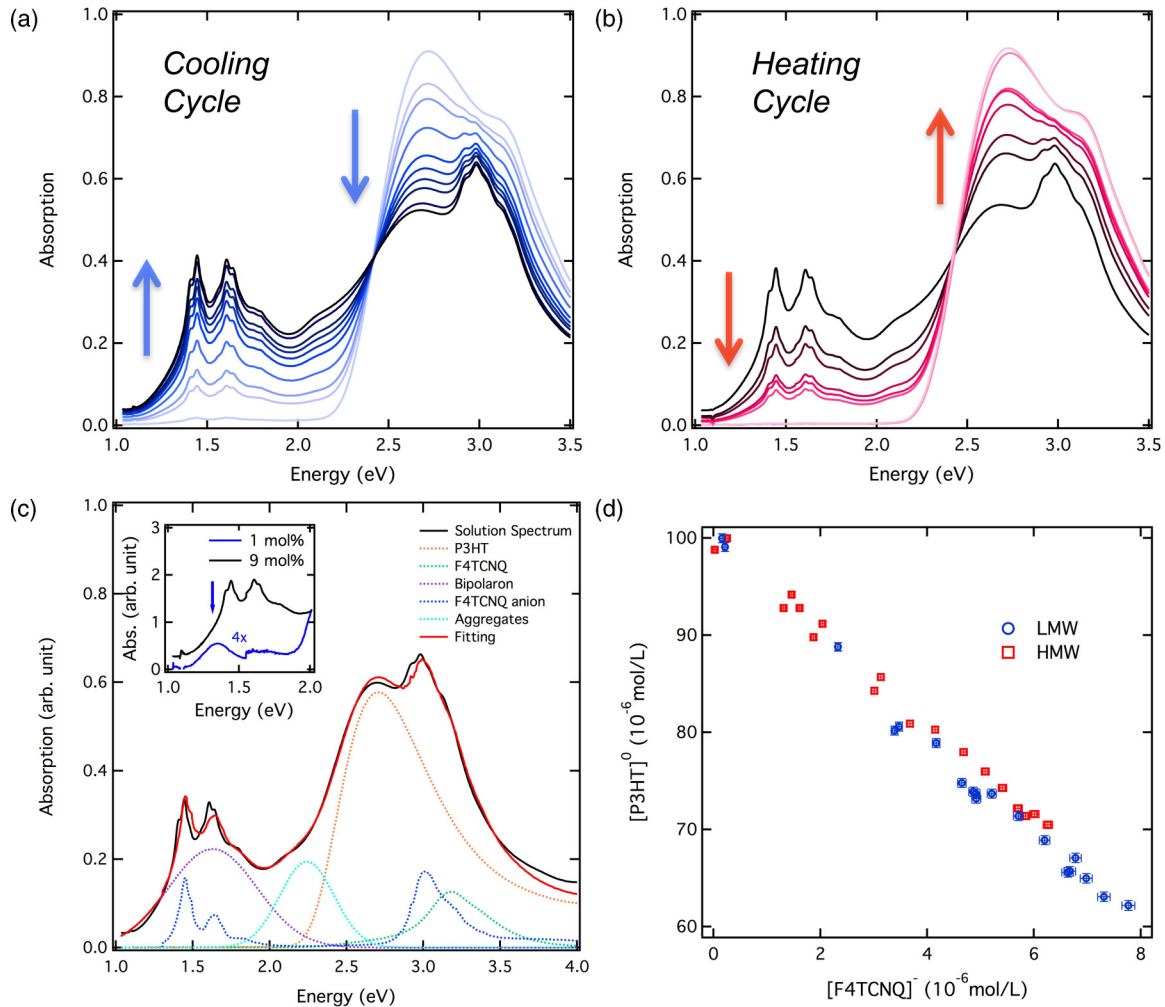 (a)
Cooling
Cycle
Absorption
1.0
0.8
0.6
0.4
0.2
0.0
1.0 1.5 2.0 2.5 3.0 3.5
Energy (eV)
(b)
Heating
Cycle
Absorption
1.0
0.8
0.6
0.4
0.2
0.0
1.0 1.5 2.0 2.5 3.0 3.5
Energy (eV)
(c)
Absorption (arb. unit)
1.0
0.8
0.6
0.4
0.2
0.0
1.0 1.5 2.0 2.5 3.0 3.5 4.0
Energy (eV)
Abs. (arb. unit)
3
2
1
0
1 mol%
9 mol%
4x
1.0 1.5 2.0
Energy (eV)
Solution Spectrum
P3HT
F4TCNQ
Bipolaron
F4TCNQ anion
Aggregates
Fitting
(d)
[P3HT]⁰ (10⁻⁶mol/L)
100
90
80
70
60
LMW
HMW
0 2 4 6 8
[F4TCNQ]⁻ (10⁻⁶mol/L)